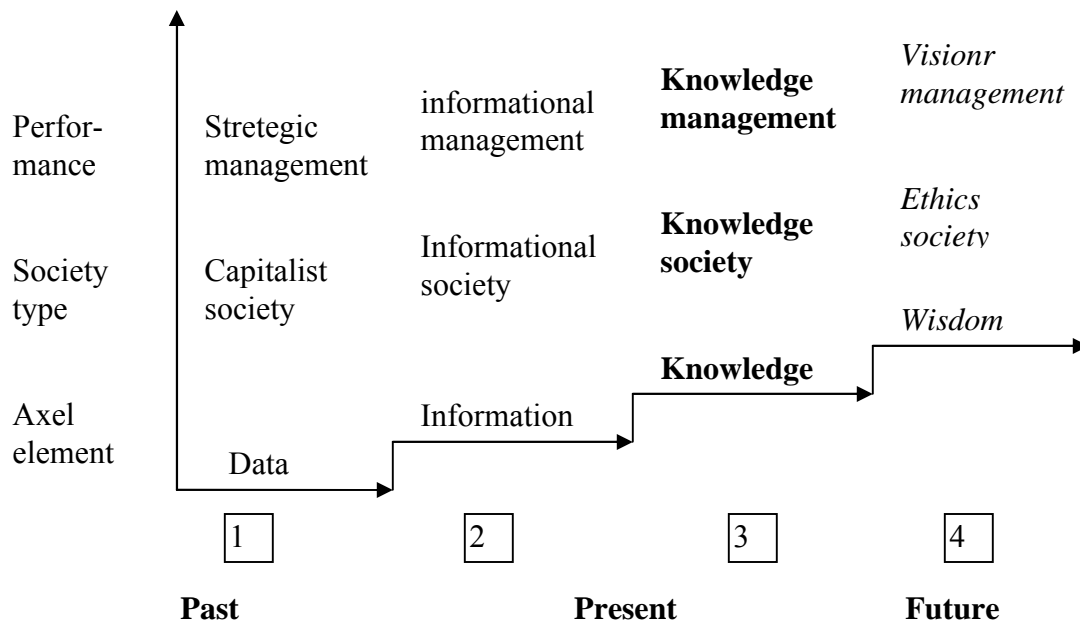 Perfor-
mance
Stretegic
management
informational
management
Knowledge
management
Visionr
management
Society
type
Capitalist
society
Informational
society
Knowledge
society
Ethics
society
Axel
element
Data
Information
Knowledge
Wisdom
1
2
3
4
Past
Present
Future